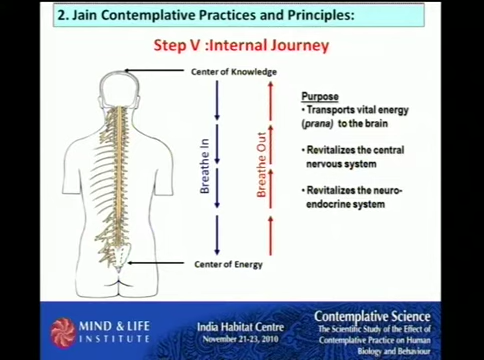 2. Jain Contemplative Practices and Principles:
Step V :Internal Journey
Center of Knowledge
Breathe In
Breathe Out
Purpose
• Transports vital energy
(prana) to the brain
• Revitalizes the central
nervous system
• Revitalizes the neuro-
endocrine system
Center of Energy
MIND & LIFE
INSTITUTE
India Habitat Centre
November 21-23, 2010
Contemplative Science
The Scientific Study of the Effect of
Contemplative Practice on Human
Biology and Behaviour